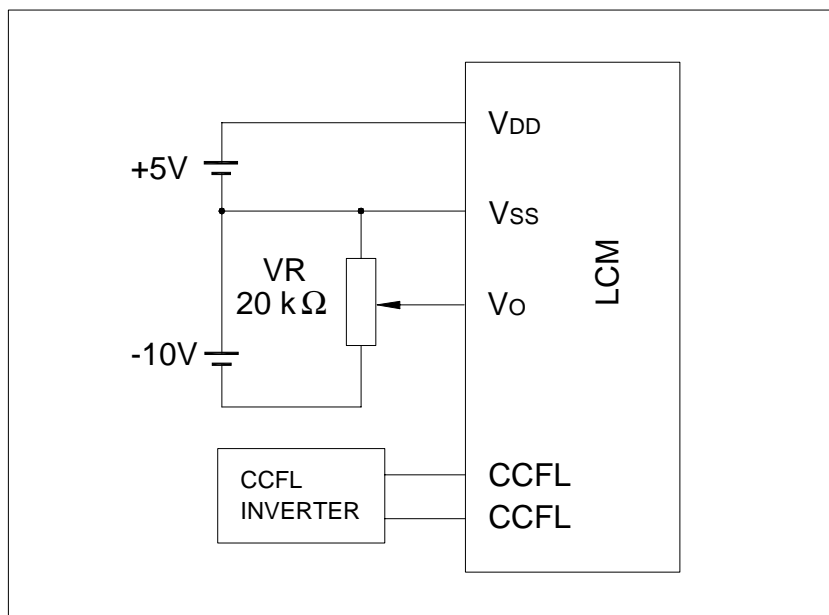 VDD
+5V
VSS
VR
20 kΩ
VO
LCM
-10V
CCFL
INVERTER
CCFL
CCFL